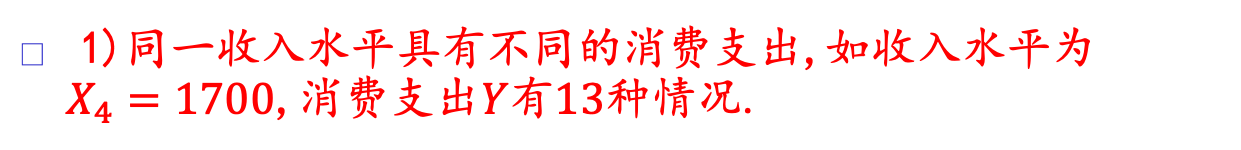 □ 1)同一收入水平具有不同的消费支出,如收入水平为
X₄ = 1700,消费支出Y有13种情况.